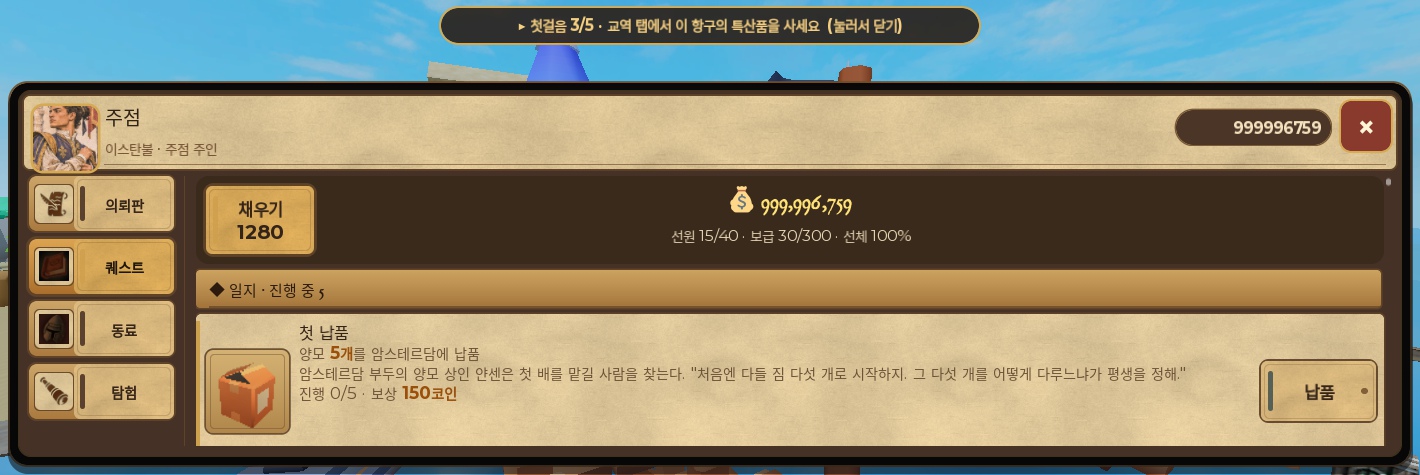 ▸ 첫걸음 3/5 · 교역 탭에서 이 항구의 특산품을 사세요 (눌러서 닫기)
주점
이스탄불 · 주점 주인
999996759
×
의뢰판
퀘스트
동료
탐험
채우기
1280
999,996,759
선원 15/40 · 보급 30/300 · 선체 100%
◆ 일지 · 진행 중 5
첫 납품
양모 5개를 암스테르담에 납품
암스테르담 부두의 양모 상인 얀센은 첫 배를 맡길 사람을 찾는다. "처음엔 다들 짐 다섯 개로 시작하지. 그 다섯 개를 어떻게 다루느냐가 평생을 정해."
진행 0/5 · 보상 150코인
납품